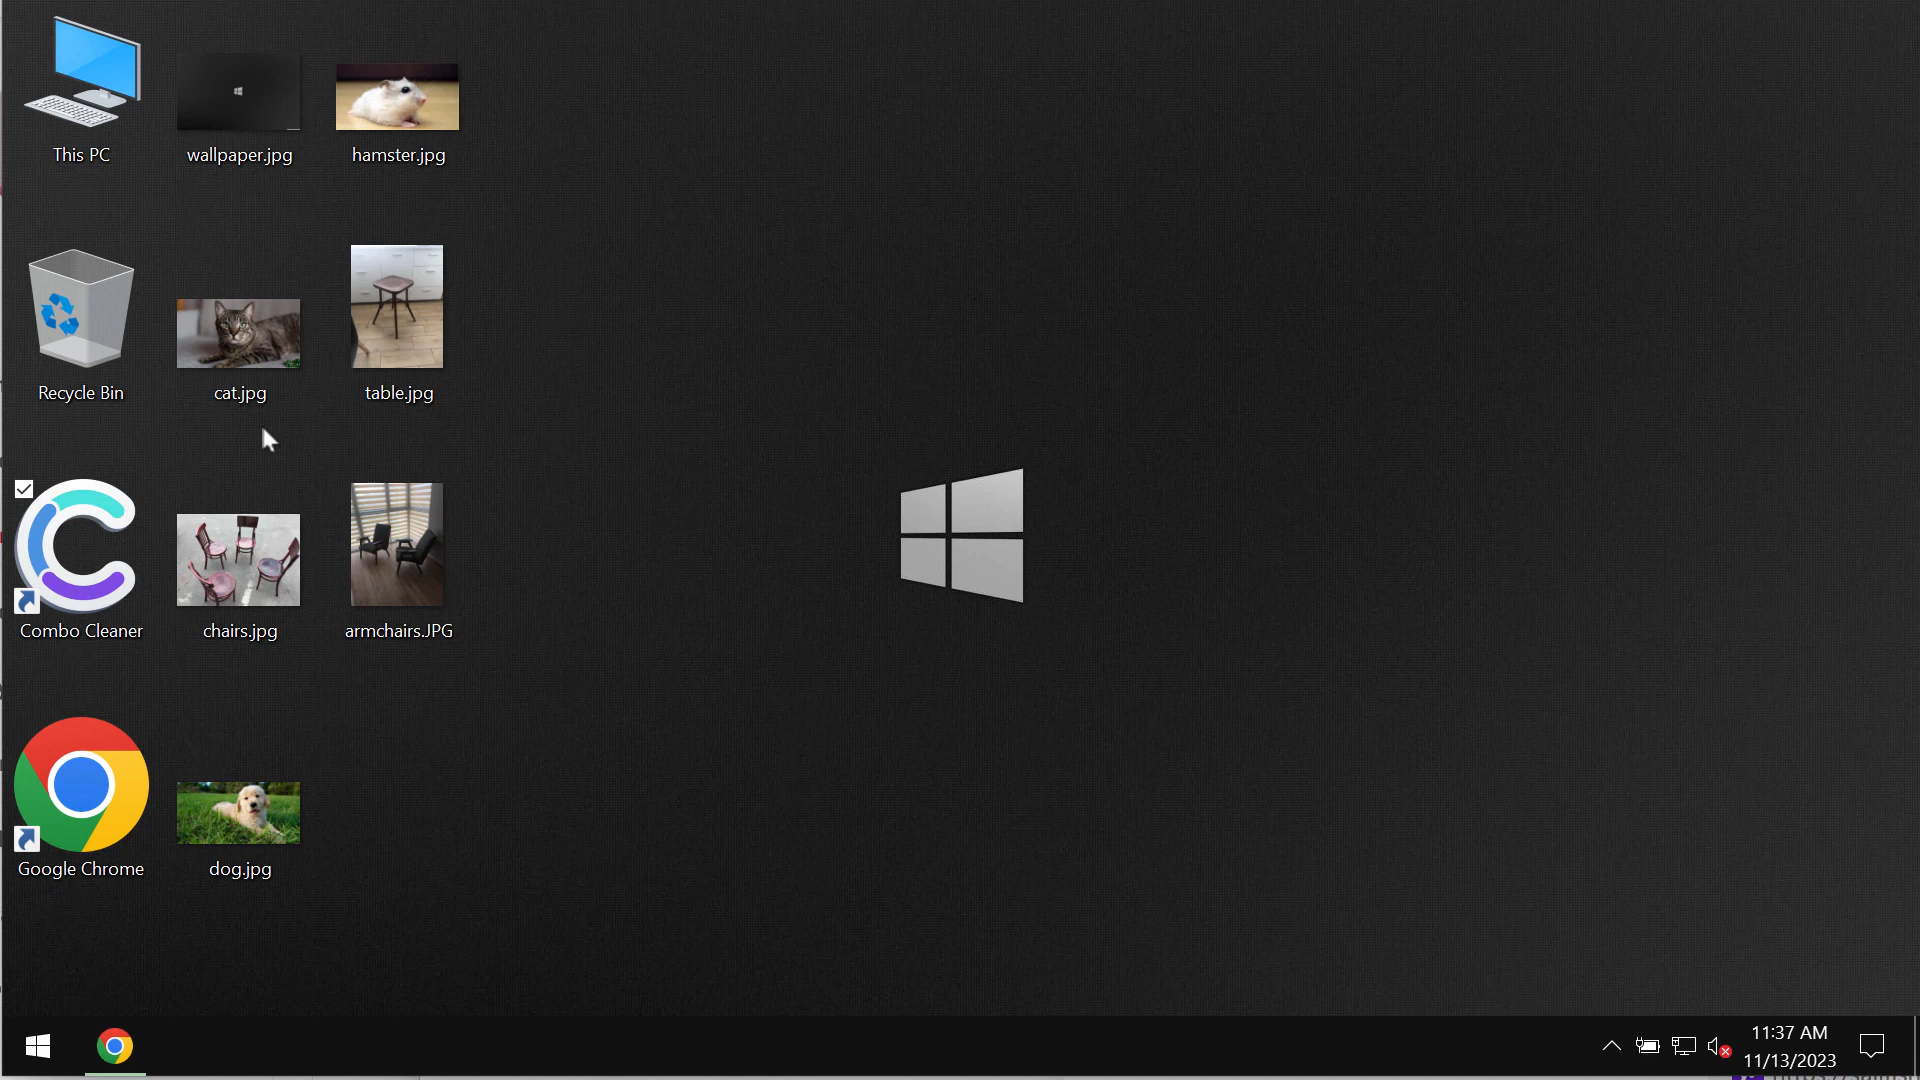 This PC
wallpaper.jpg
hamster.jpg
Recycle Bin
cat.jpg
table.jpg
Combo Cleaner
chairs.jpg
armchairs.JPG
Google Chrome
dog.jpg
11:37 AM
11/13/2023